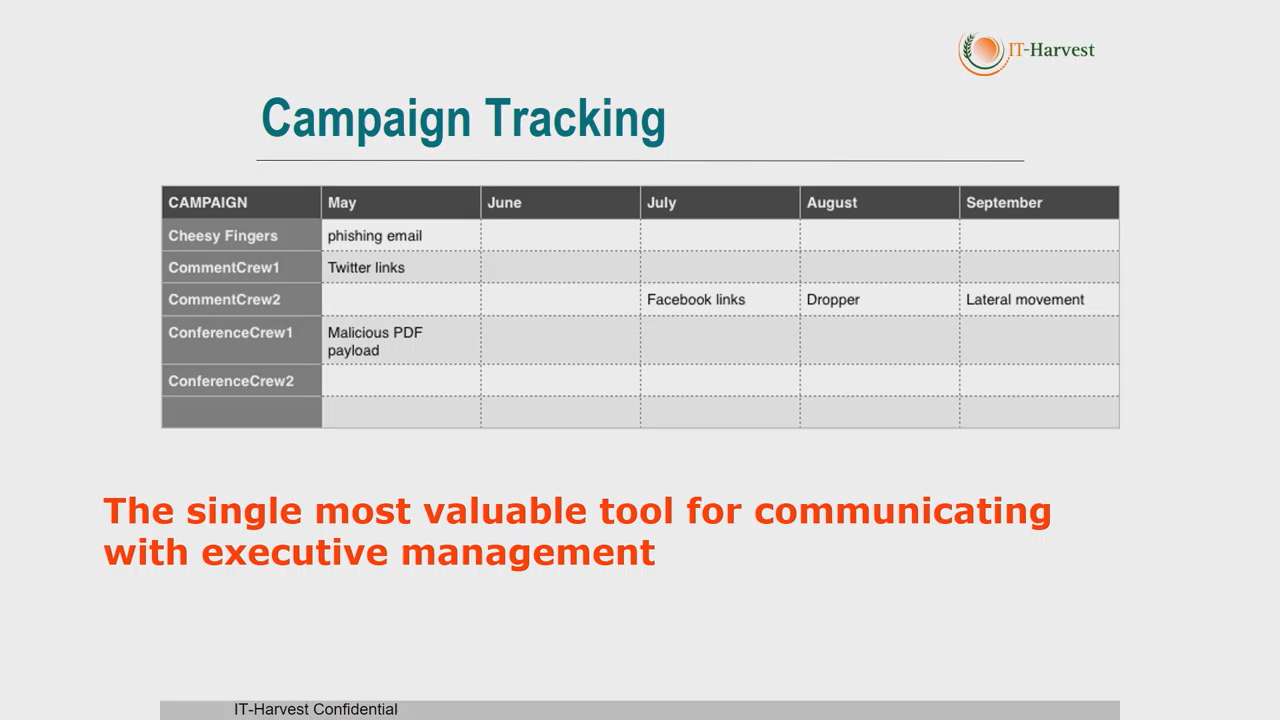 IT-Harvest
Campaign Tracking
CAMPAIGN May June July August September
Cheesy Fingers phishing email
CommentCrew1 Twitter links
CommentCrew2 Facebook links Dropper Lateral movement
ConferenceCrew1 Malicious PDF
payload
ConferenceCrew2
The single most valuable tool for communicating
with executive management
IT-Harvest Confidential